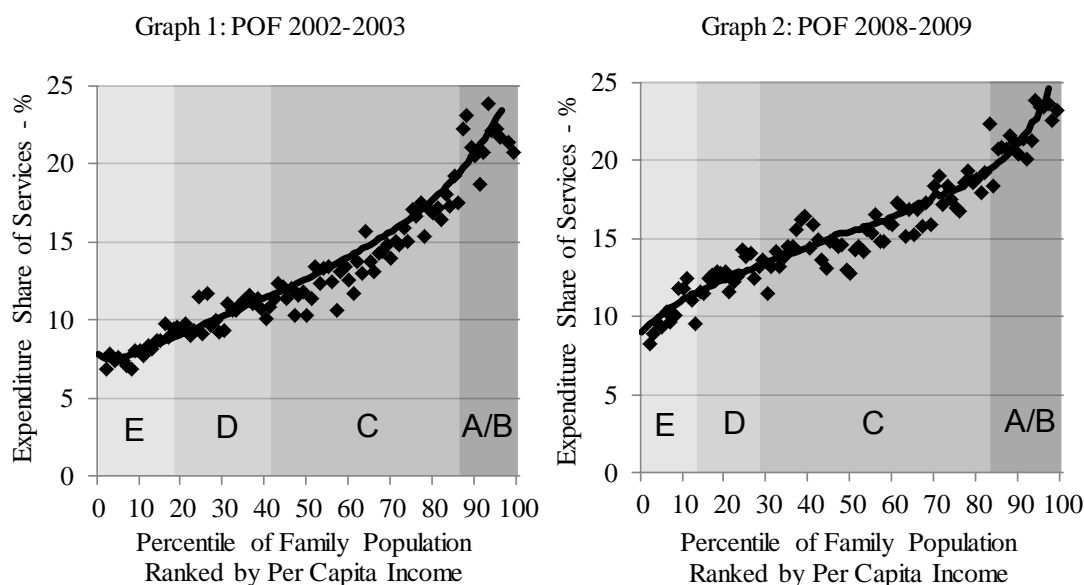 Graph 1: POF 2002-2003
Expenditure Share of Services - %
25
20
15
10
5
0
E
D
C
A/B
0 10 20 30 40 50 60 70 80 90 100
Percentile of Family Population
Ranked by Per Capita Income
Graph 2: POF 2008-2009
Expenditure Share of Services - %
25
20
15
10
5
0
E
D
C
A/B
0 10 20 30 40 50 60 70 80 90 100
Percentile of Family Population
Ranked by Per Capita Income